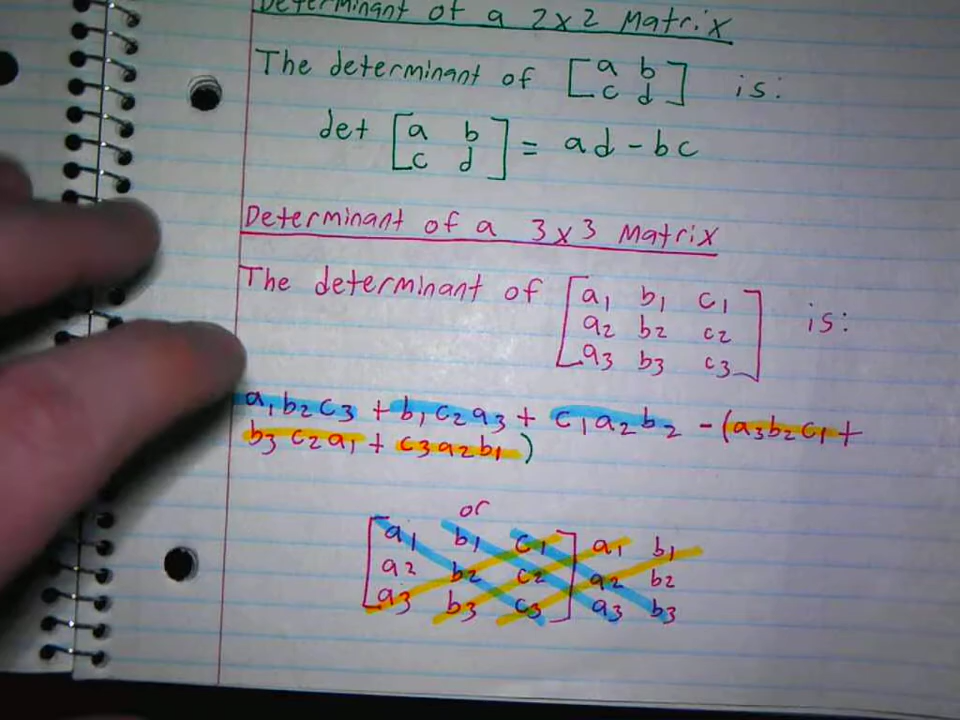 Determinant of a 2x2 Matrix
The determinant of [a b is:
c d]
det [a b = ad - bc
c d]
Determinant of a 3x3 Matrix
The determinant of [a1 b1 c1 is:
a2 b2 c2
a3 b3 c3]
a1b2c3 + b1c2a3 + c1a2b2 - (a3b2c1 +
b3c2a1 + c3a2b1)
or
[a1 b1 c1] a1 b1
a2 b2 c2 a2 b2
a3 b3 c3 a3 b3